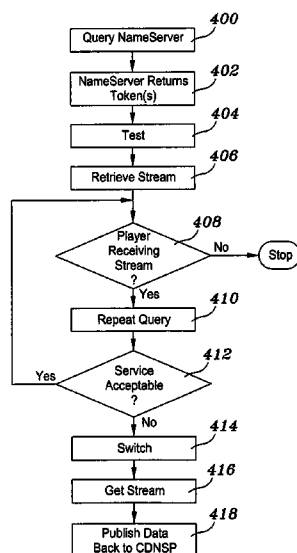 400
Query NameServer
402
NameServer Returns
Token(s)
404
Test
406
Retrieve Stream
408
Player
Receiving
Stream
?
No
Stop
Yes
410
Repeat Query
412
Service
Acceptable
?
Yes
No
414
Switch
416
Get Stream
418
Publish Data
Back to CDNSP